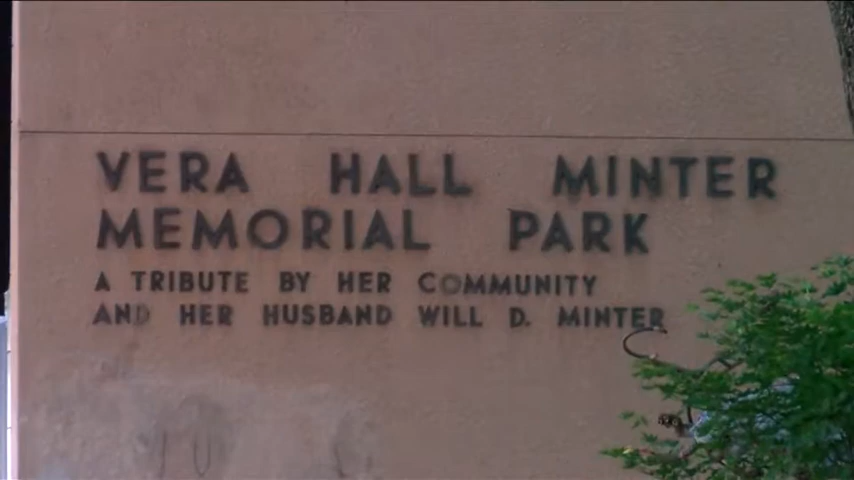 VERA HALL MINTER
MEMORIAL PARK
A TRIBUTE BY HER COMMUNITY
AND HER HUSBAND WILL D. MINTER